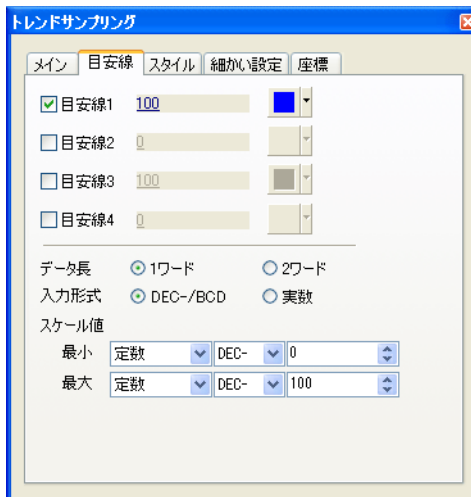 トレンドサンプリング
メイン 目安線 スタイル 細かい設定 座標
目安線1 100
目安線2 0
目安線3 100
目安線4 0
データ長 1ワード 2ワード
入力形式 DEC-/BCD 実数
スケール値
最小 定数 DEC- 0
最大 定数 DEC- 100